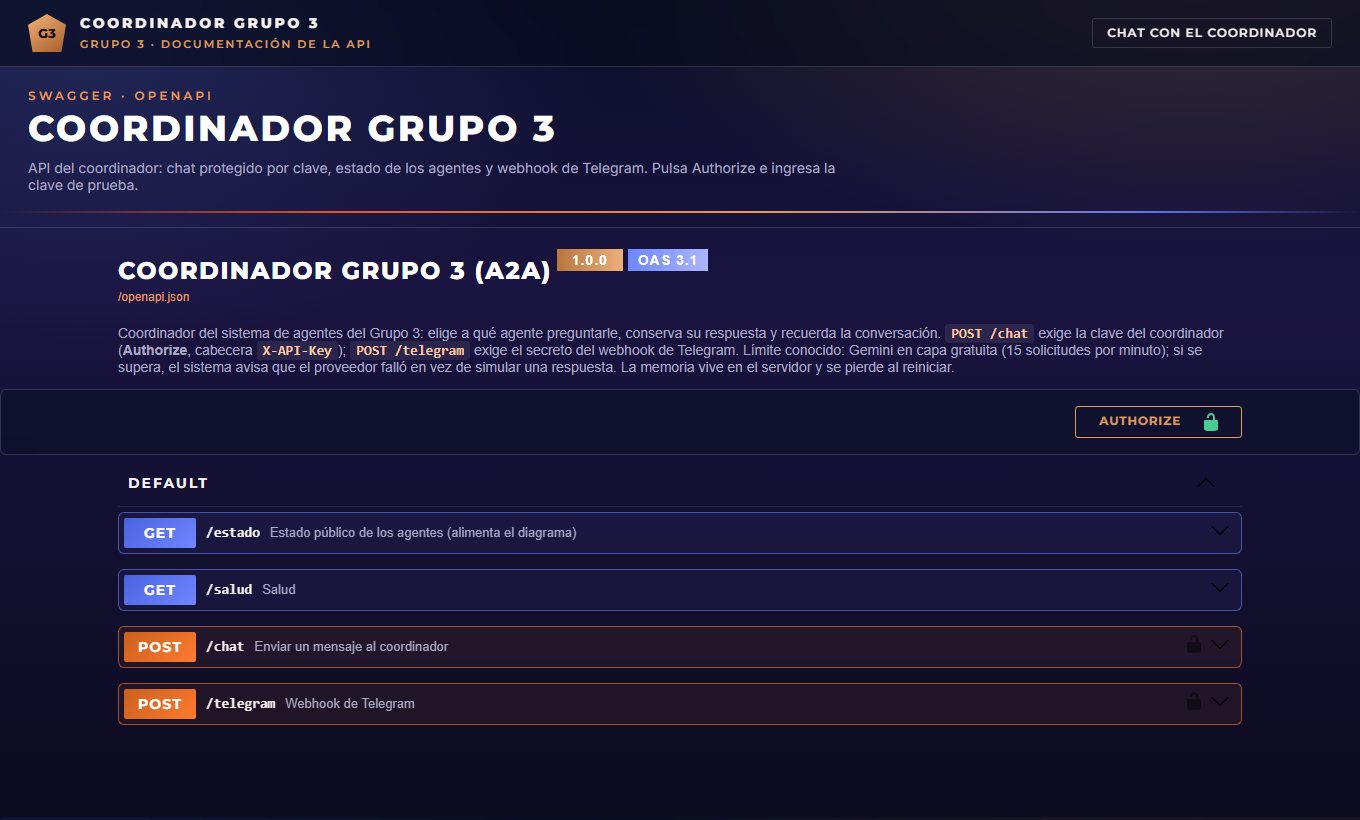 G3
COORDINADOR GRUPO 3
GRUPO 3 · DOCUMENTACIÓN DE LA API
CHAT CON EL COORDINADOR
SWAGGER · OPENAPI
COORDINADOR GRUPO 3
API del coordinador: chat protegido por clave, estado de los agentes y webhook de Telegram. Pulsa Authorize e ingresa la
clave de prueba.
COORDINADOR GRUPO 3 (A2A) 1.0.0 OAS 3.1
/openapi.json
Coordinador del sistema de agentes del Grupo 3: elige a qué agente preguntarle, conserva su respuesta y recuerda la conversación. POST /chat exige la clave del coordinador
(Authorize, cabecera X-API-Key ); POST /telegram exige el secreto del webhook de Telegram. Límite conocido: Gemini en capa gratuita (15 solicitudes por minuto); si se
supera, el sistema avisa que el proveedor falló en vez de simular una respuesta. La memoria vive en el servidor y se pierde al reiniciar.
AUTHORIZE
DEFAULT
GET /estado Estado público de los agentes (alimenta el diagrama)
GET /salud Salud
POST /chat Enviar un mensaje al coordinador
POST /telegram Webhook de Telegram